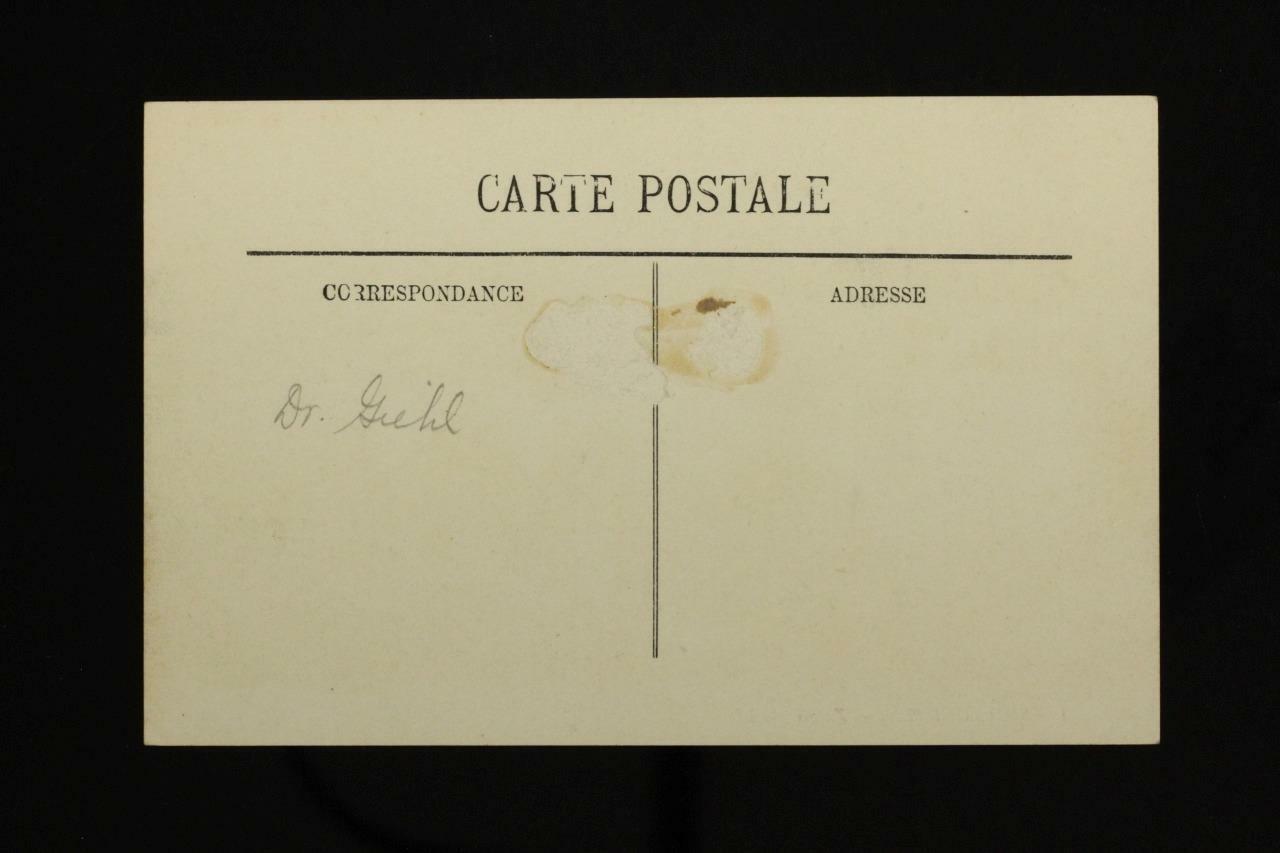 CARTE POSTALE
CORRESPONDANCE
ADRESSE
Dr. Giehl